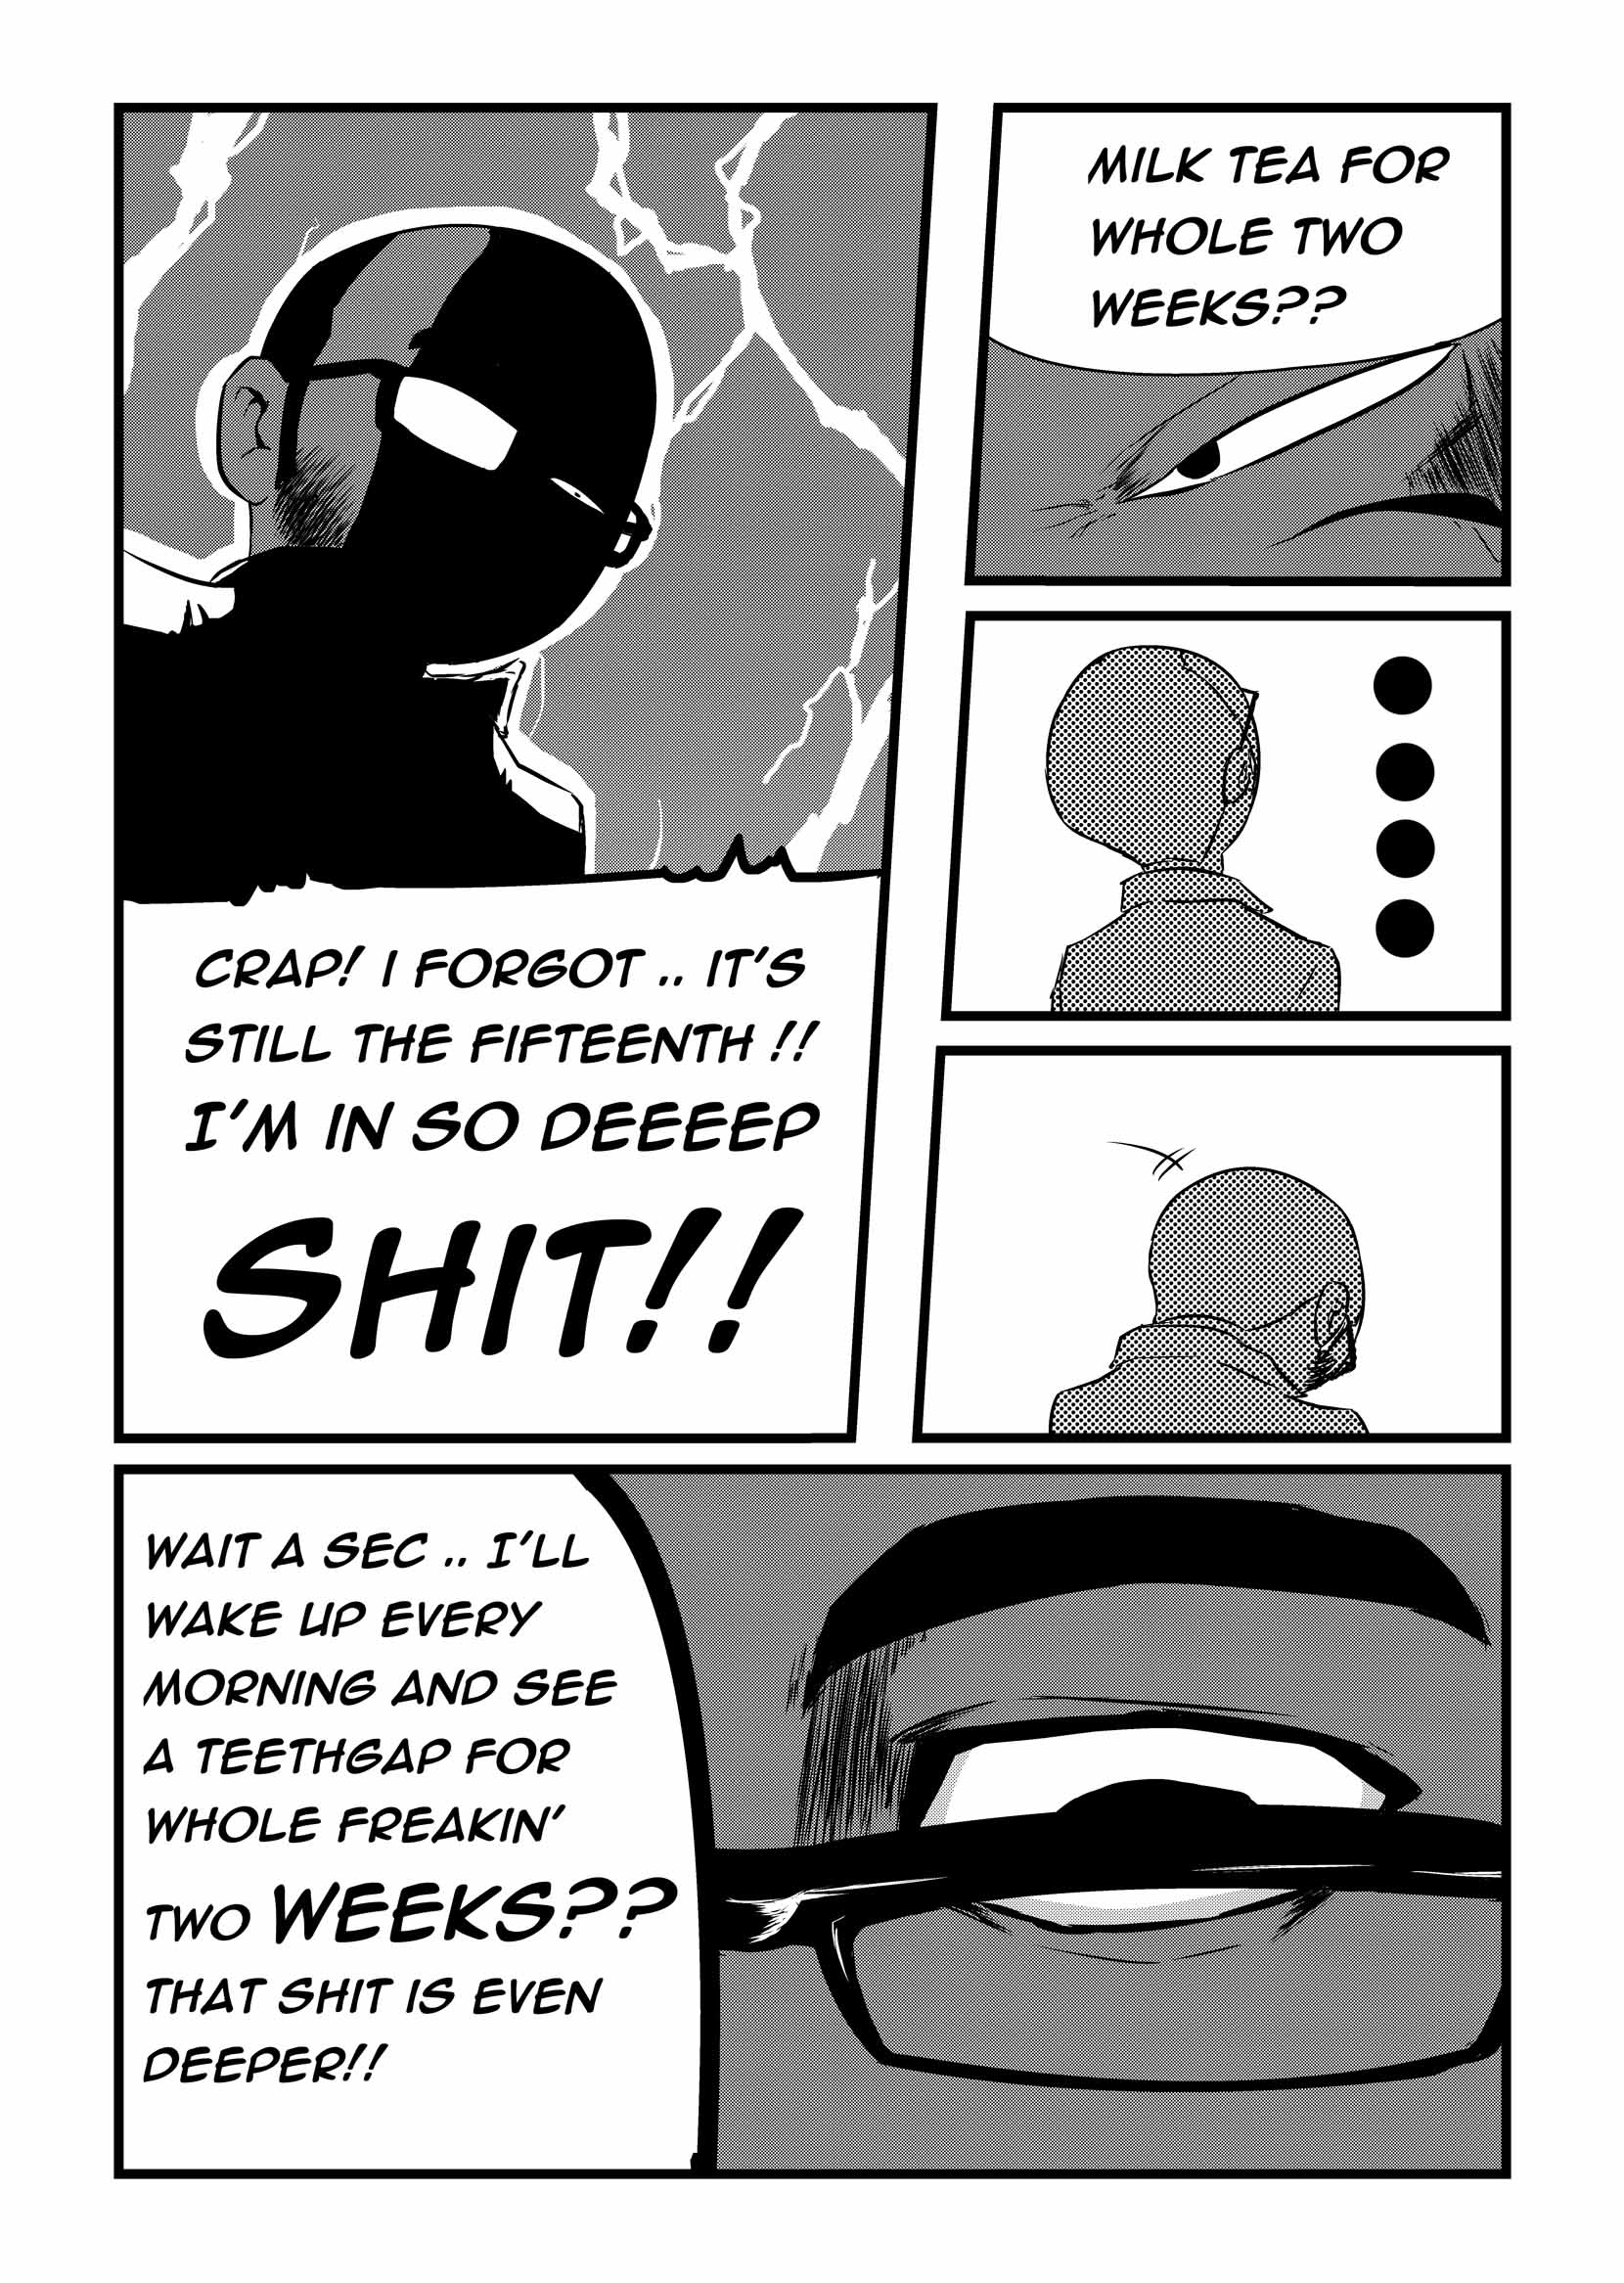 CRAP! I FORGOT .. IT'S
STILL THE FIFTEENTH !!
I'M IN SO DEEEEP
SHIT!!
MILK TEA FOR
WHOLE TWO
WEEKS??
WAIT A SEC .. I'LL
WAKE UP EVERY
MORNING AND SEE
A TEETHGAP FOR
WHOLE FREAKIN'
TWO WEEKS??
THAT SHIT IS EVEN
DEEPER!!